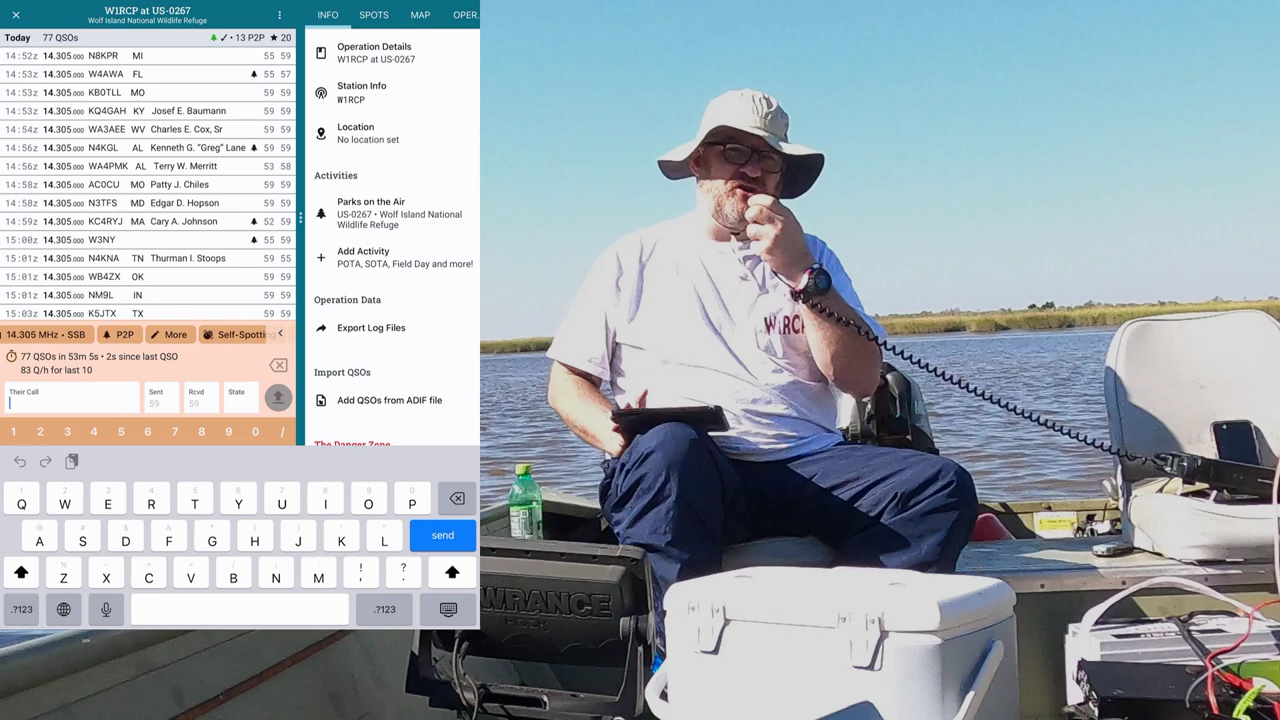 W1RCP at US-0267
Wolf Island National Wildlife Refuge
Today 77 QSOs 13 P2P ★ 20
14:52z 14.305.000 N8KPR MI 55 59
14:53z 14.305.000 W4AWA FL 55 57
14:53z 14.305.000 KB0TLL MO 59 59
14:53z 14.305.000 KQ4GAH KY Josef E. Baumann 59 59
14:54z 14.305.000 WA3AEE WV Charles E. Cox, Sr 59 59
14:56z 14.305.000 N4KGL AL Kenneth G. "Greg" Lane 59 59
14:56z 14.305.000 WA4PMK AL Terry W. Merritt 53 58
14:58z 14.305.000 AC0CU MO Patty J. Chiles 59 59
14:58z 14.305.000 N3TFS MD Edgar D. Hopson 59 59
14:59z 14.305.000 KC4RYJ MA Cary A. Johnson 52 59
15:00z 14.305.000 W3NY 55 59
15:01z 14.305.000 N4KNA TN Thurman I. Stoops 59 55
15:01z 14.305.000 WB4ZX OK 59 59
15:01z 14.305.000 NM9L IN 59 59
15:03z 14.305.000 K5JTX TX 59 59
14.305 MHz • SSB P2P More Self-Spotting
77 QSOs in 53m 5s • 2s since last QSO
83 Q/h for last 10
Their Call Sent Rcvd State
59 59
1 2 3 4 5 6 7 8 9 0 /
INFO SPOTS MAP OPER.
Operation Details
W1RCP at US-0267
Station Info
W1RCP
Location
No location set
Activities
Parks on the Air
US-0267 • Wolf Island National
Wildlife Refuge
Add Activity
POTA, SOTA, Field Day and more!
Operation Data
Export Log Files
Import QSOs
Add QSOs from ADIF file
The Danger Zone
1 2 3 4 5 6 7 8 9 0
Q W E R T Y U I O P
A S D F G H J K L send
Z X C V B N M ! , ? .
.?123 .?123
W1RCP
LOWRANCE
HOOK